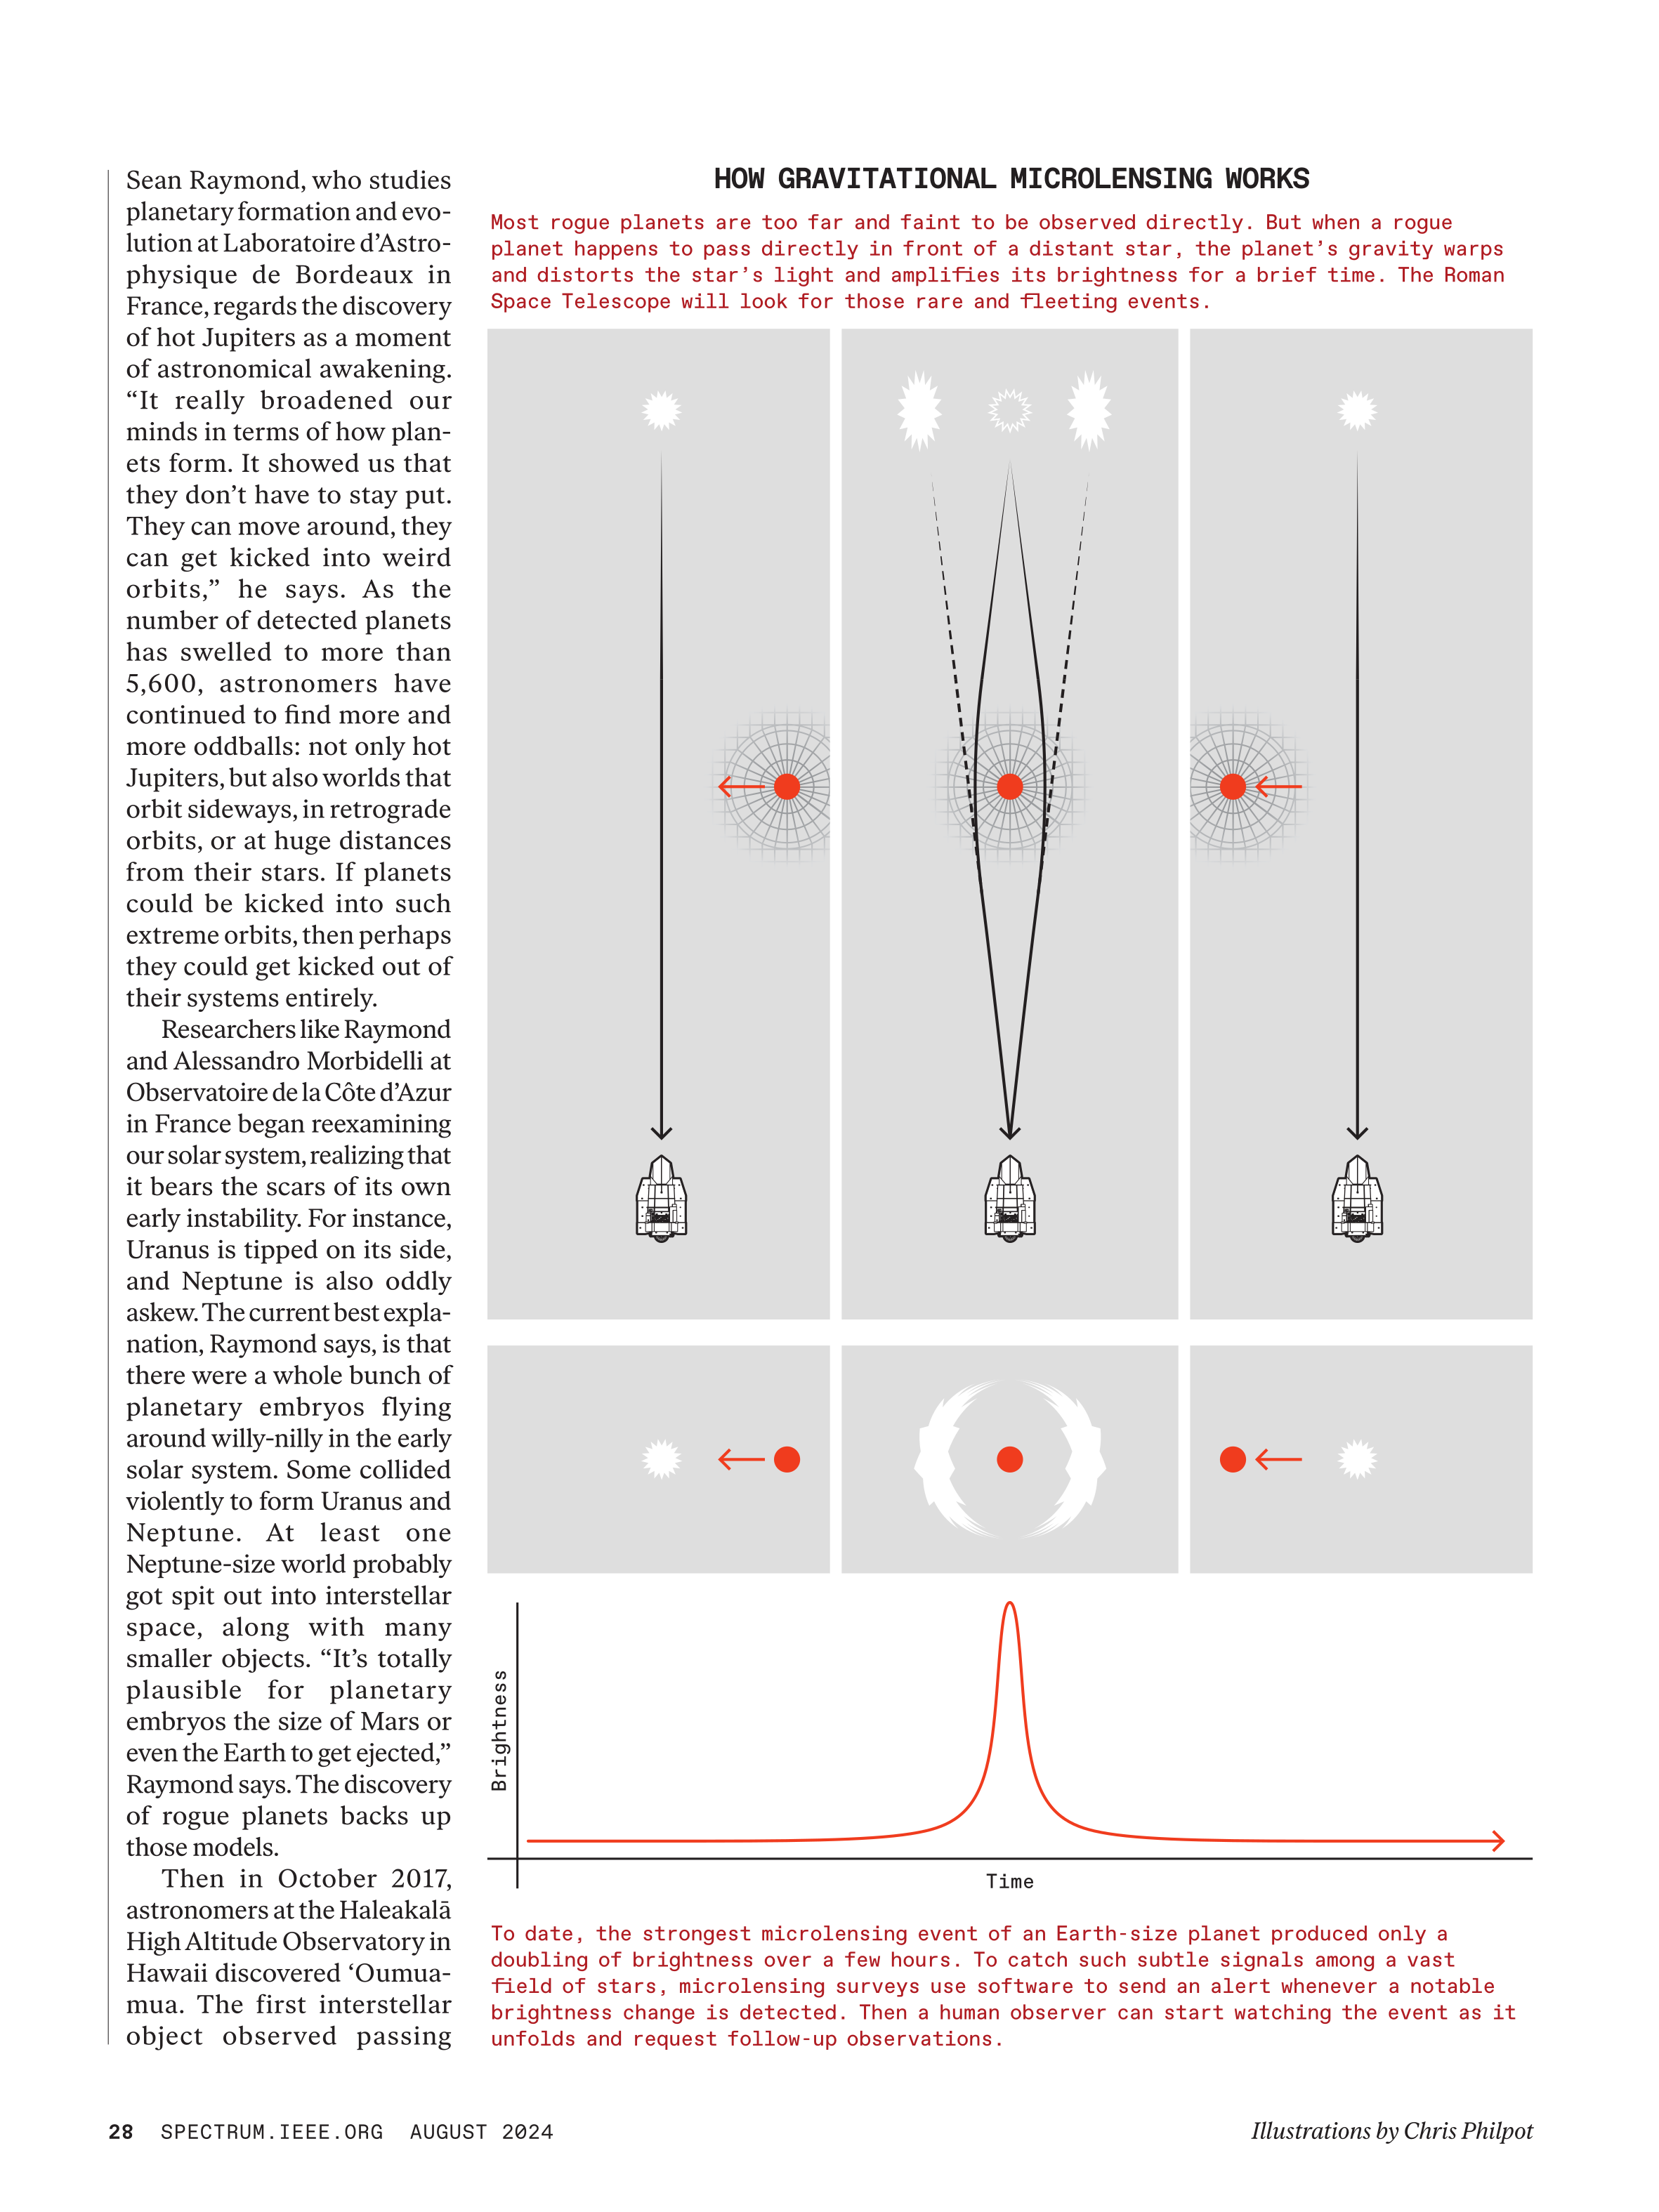 Sean Raymond, who studies
planetary formation and evo-
lution at Laboratoire d’Astro-
physique de Bordeaux in
France, regards the discovery
of hot Jupiters as a moment
of astronomical awakening.
“It really broadened our
minds in terms of how plan-
ets form. It showed us that
they don’t have to stay put.
They can move around, they
can get kicked into weird
orbits,” he says. As the
number of detected planets
has swelled to more than
5,600, astronomers have
continued to find more and
more oddballs: not only hot
Jupiters, but also worlds that
orbit sideways, in retrograde
orbits, or at huge distances
from their stars. If planets
could be kicked into such
extreme orbits, then perhaps
they could get kicked out of
their systems entirely.
Researchers like Raymond
and Alessandro Morbidelli at
Observatoire de la Côte d’Azur
in France began reexamining
our solar system, realizing that
it bears the scars of its own
early instability. For instance,
Uranus is tipped on its side,
and Neptune is also oddly
askew. The current best expla-
nation, Raymond says, is that
there were a whole bunch of
planetary embryos flying
around willy-nilly in the early
solar system. Some collided
violently to form Uranus and
Neptune. At least one
Neptune-size world probably
got spit out into interstellar
space, along with many
smaller objects. “It’s totally
plausible for planetary
embryos the size of Mars or
even the Earth to get ejected,”
Raymond says. The discovery
of rogue planets backs up
those models.
Then in October 2017,
astronomers at the Haleakalā
High Altitude Observatory in
Hawaii discovered ‘Oumua-
mua. The first interstellar
object observed passing
HOW GRAVITATIONAL MICROLENSING WORKS
Most rogue planets are too far and faint to be observed directly. But when a rogue
planet happens to pass directly in front of a distant star, the planet’s gravity warps
and distorts the star’s light and amplifies its brightness for a brief time. The Roman
Space Telescope will look for those rare and fleeting events.
Brightness
Time
To date, the strongest microlensing event of an Earth-size planet produced only a
doubling of brightness over a few hours. To catch such subtle signals among a vast
field of stars, microlensing surveys use software to send an alert whenever a notable
brightness change is detected. Then a human observer can start watching the event as it
unfolds and request follow-up observations.
28 SPECTRUM.IEEE.ORG AUGUST 2024
Illustrations by Chris Philpot